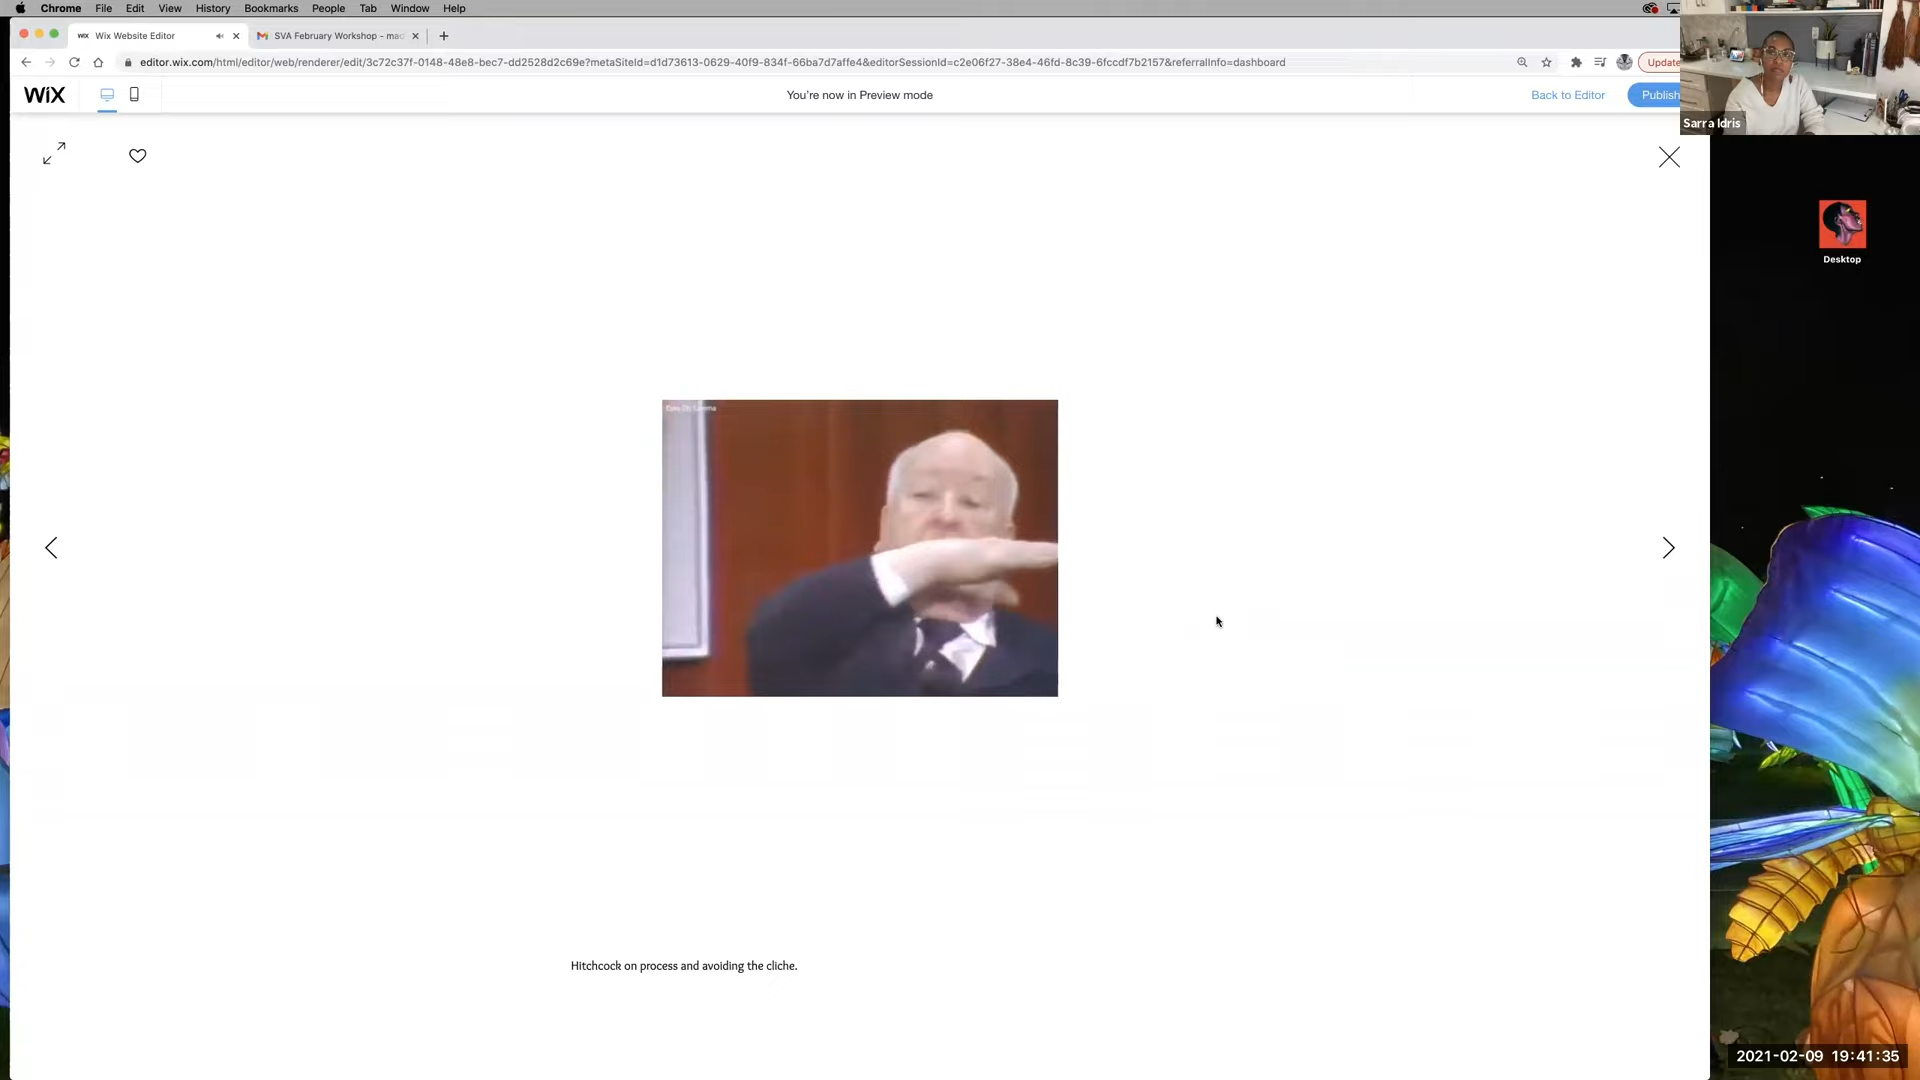 Chrome File Edit View History Bookmarks People Tab Window Help
WIX Wix Website Editor
SVA February Workshop - mac
editor.wix.com/html/editor/web/renderer/edit/3c72c37f-0148-48e8-bec7-dd2528d2c69e?metaSiteId=d1d73613-0629-40f9-834f-66ba7d7affe4&editorSessionId=c2e06f27-38e4-46fd-8c39-6fccdf7b2157&referralInfo=dashboard
Update
WiX
You're now in Preview mode
Back to Editor
Publish
Sarra Idris
Desktop
Hitchcock on process and avoiding the cliche.
2021-02-09 19:41:35